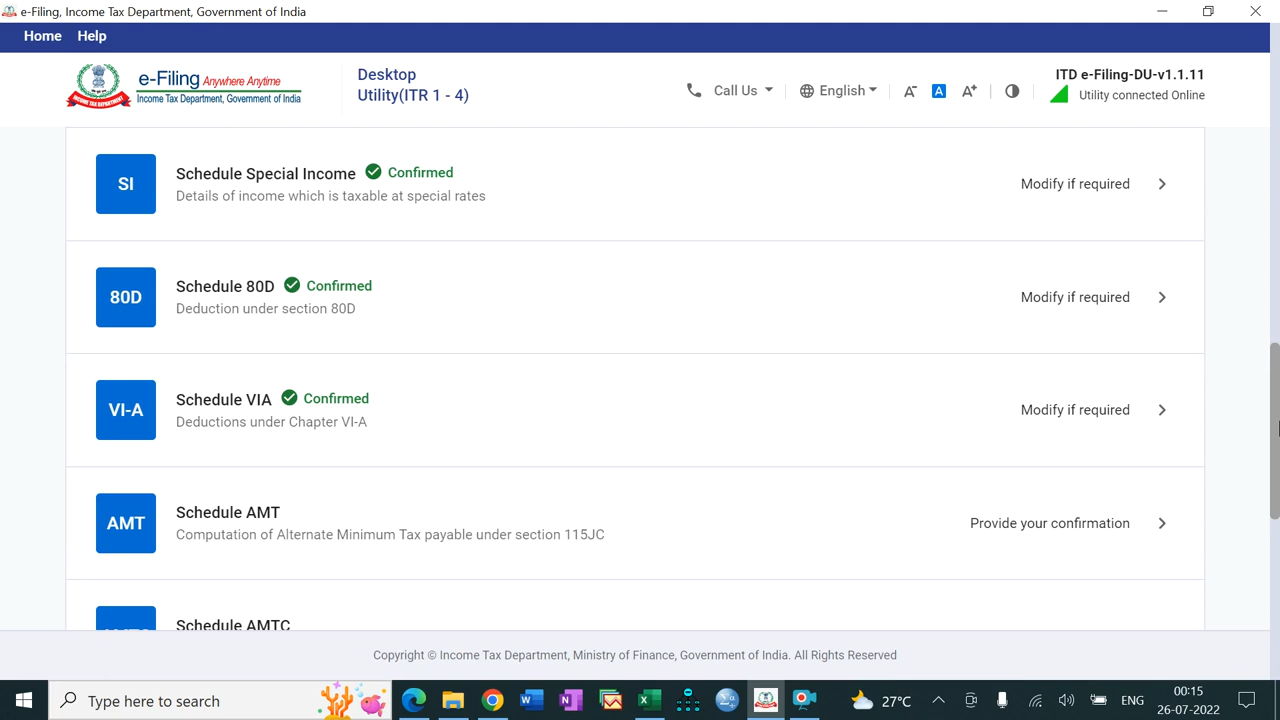 e-Filing, Income Tax Department, Government of India
Home Help
e-Filing Anywhere Anytime
Income Tax Department, Government of India
Desktop
Utility(ITR 1 - 4)
Call Us
English
A-
A
A+
ITD e-Filing-DU-v1.1.11
Utility connected Online
SI
Schedule Special Income Confirmed
Details of income which is taxable at special rates
Modify if required
80D
Schedule 80D Confirmed
Deduction under section 80D
Modify if required
VI-A
Schedule VIA Confirmed
Deductions under Chapter VI-A
Modify if required
AMT
Schedule AMT
Computation of Alternate Minimum Tax payable under section 115JC
Provide your confirmation
Schedule AMTC
Copyright © Income Tax Department, Ministry of Finance, Government of India. All Rights Reserved
Type here to search
27°C
ENG
00:15
26-07-2022